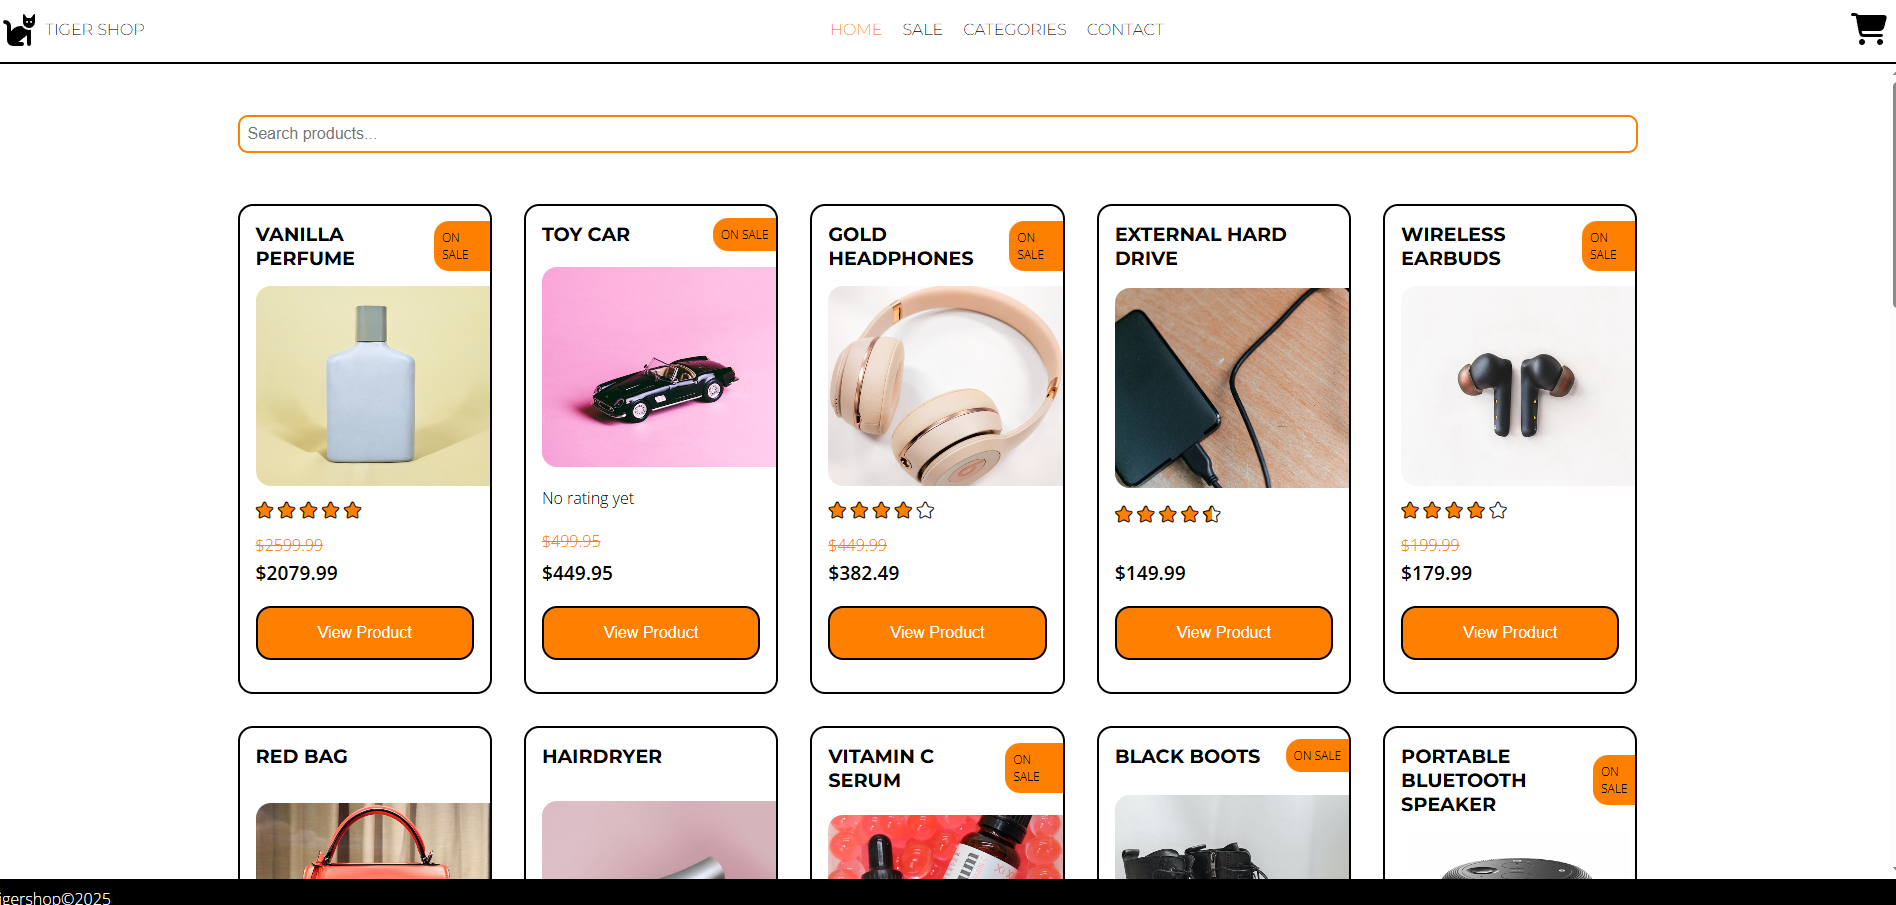 TIGER SHOP
HOME SALE CATEGORIES CONTACT
Search products...
VANILLA
PERFUME
ON
SALE
$2599.99
$2079.99
View Product
TOY CAR
ON SALE
No rating yet
$499.95
$449.95
View Product
GOLD
HEADPHONES
ON
SALE
$449.99
$382.49
View Product
EXTERNAL HARD
DRIVE
$149.99
View Product
WIRELESS
EARBUDS
ON
SALE
$199.99
$179.99
View Product
RED BAG
HAIRDRYER
VITAMIN C
SERUM
ON
SALE
BLACK BOOTS
ON SALE
PORTABLE
BLUETOOTH
SPEAKER
ON
SALE
igershop©2025